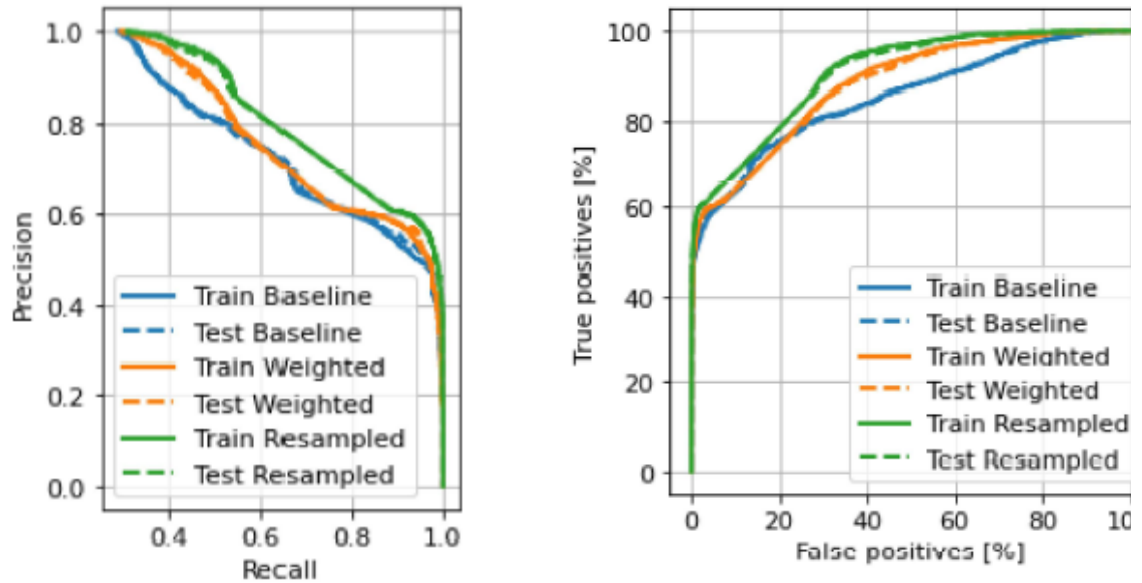 1.0
0.8
0.6
0.4
0.2
0.0
Precision
Train Baseline
Test Baseline
Train Weighted
Test Weighted
Train Resampled
Test Resampled
0.4 0.6 0.8 1.0
Recall
100
80
60
40
20
0
True positives [%]
Train Baseline
Test Baseline
Train Weighted
Test Weighted
Train Resampled
Test Resampled
0 20 40 60 80 10
False positives [%]